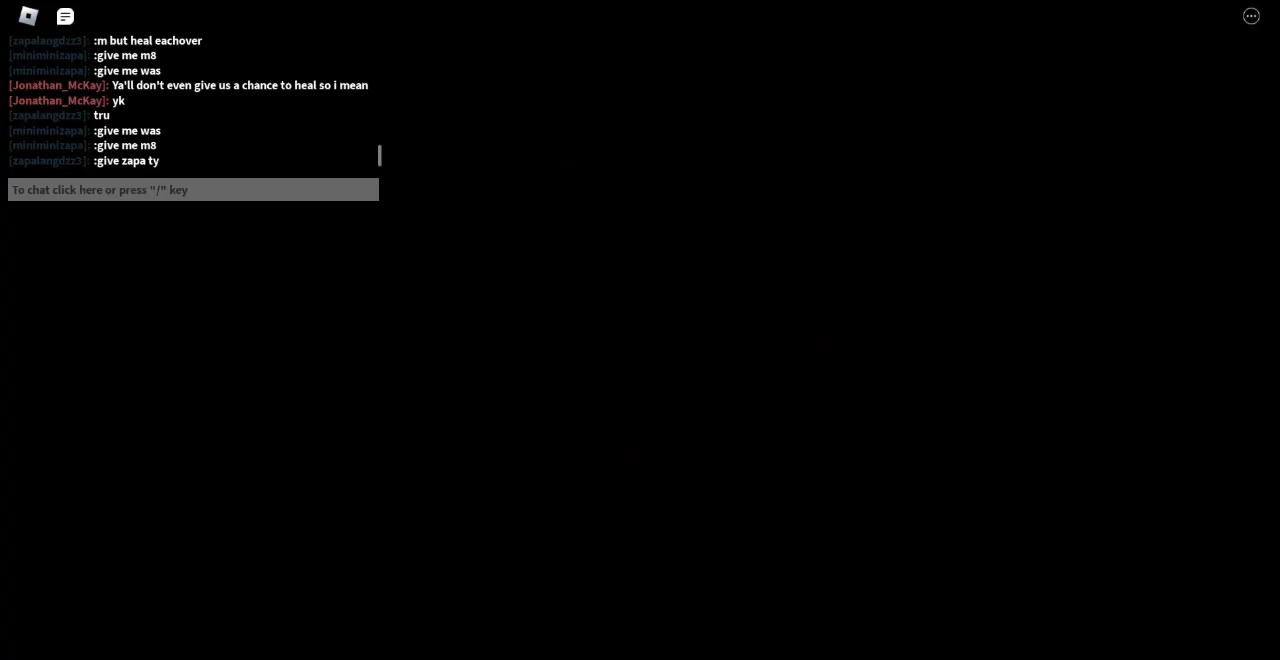 [zapalangdzz3]: :m but heal eachover
[miniminizapa]: :give me m8
[miniminizapa]: :give me was
[Jonathan_McKay]: Ya'll don't even give us a chance to heal so i mean
[Jonathan_McKay]: yk
[zapalangdzz3]: tru
[miniminizapa]: :give me was
[miniminizapa]: :give me m8
[zapalangdzz3]: :give zapa ty
To chat click here or press "/" key